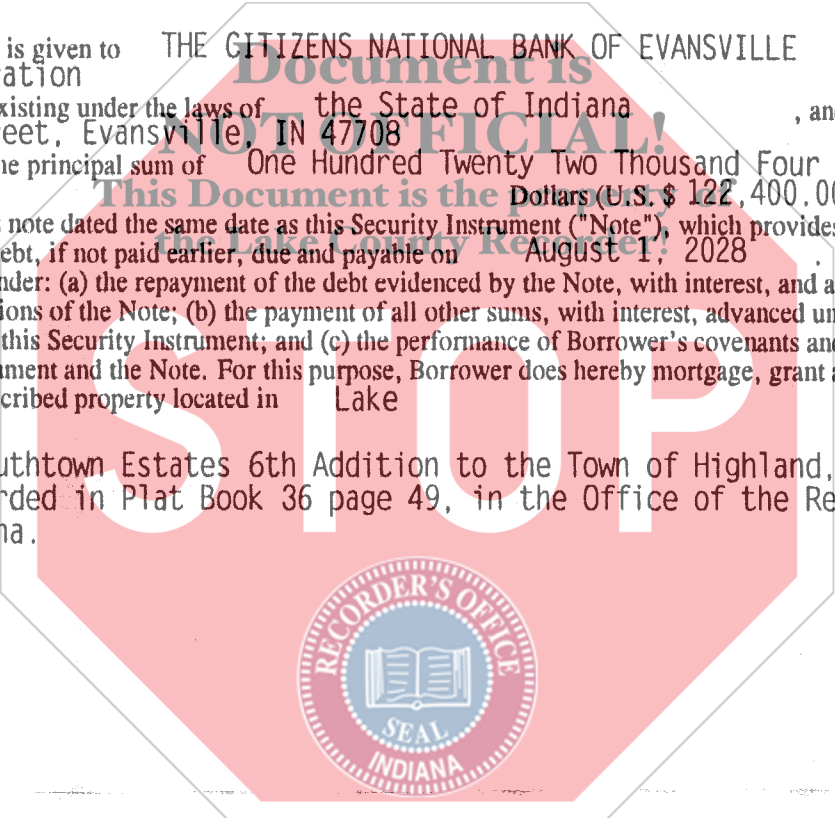 is given to THE CITIZENS NATIONAL BANK OF EVANSVILLE
ation
xisting under the laws of the State of Indiana , an
eet, Evansville, IN 47708
e principal sum of One Hundred Twenty Two Thousand Four
Dollars (U.S. $ 122,400.00
note dated the same date as this Security Instrument ("Note"), which provides
ebt, if not paid earlier, due and payable on August 1, 2028 .
nder: (a) the repayment of the debt evidenced by the Note, with interest, and a
ions of the Note; (b) the payment of all other sums, with interest, advanced un
this Security Instrument; and (c) the performance of Borrower's covenants and
ment and the Note. For this purpose, Borrower does hereby mortgage, grant a
cribed property located in Lake
uthtown Estates 6th Addition to the Town of Highland,
rded in Plat Book 36 page 49, in the Office of the Re
na.
Document is
NOT OFFICIAL!
This Document is the property
the Lake County Recorder!
STOP
RECORDER'S OFFICE
SEAL
INDIANA